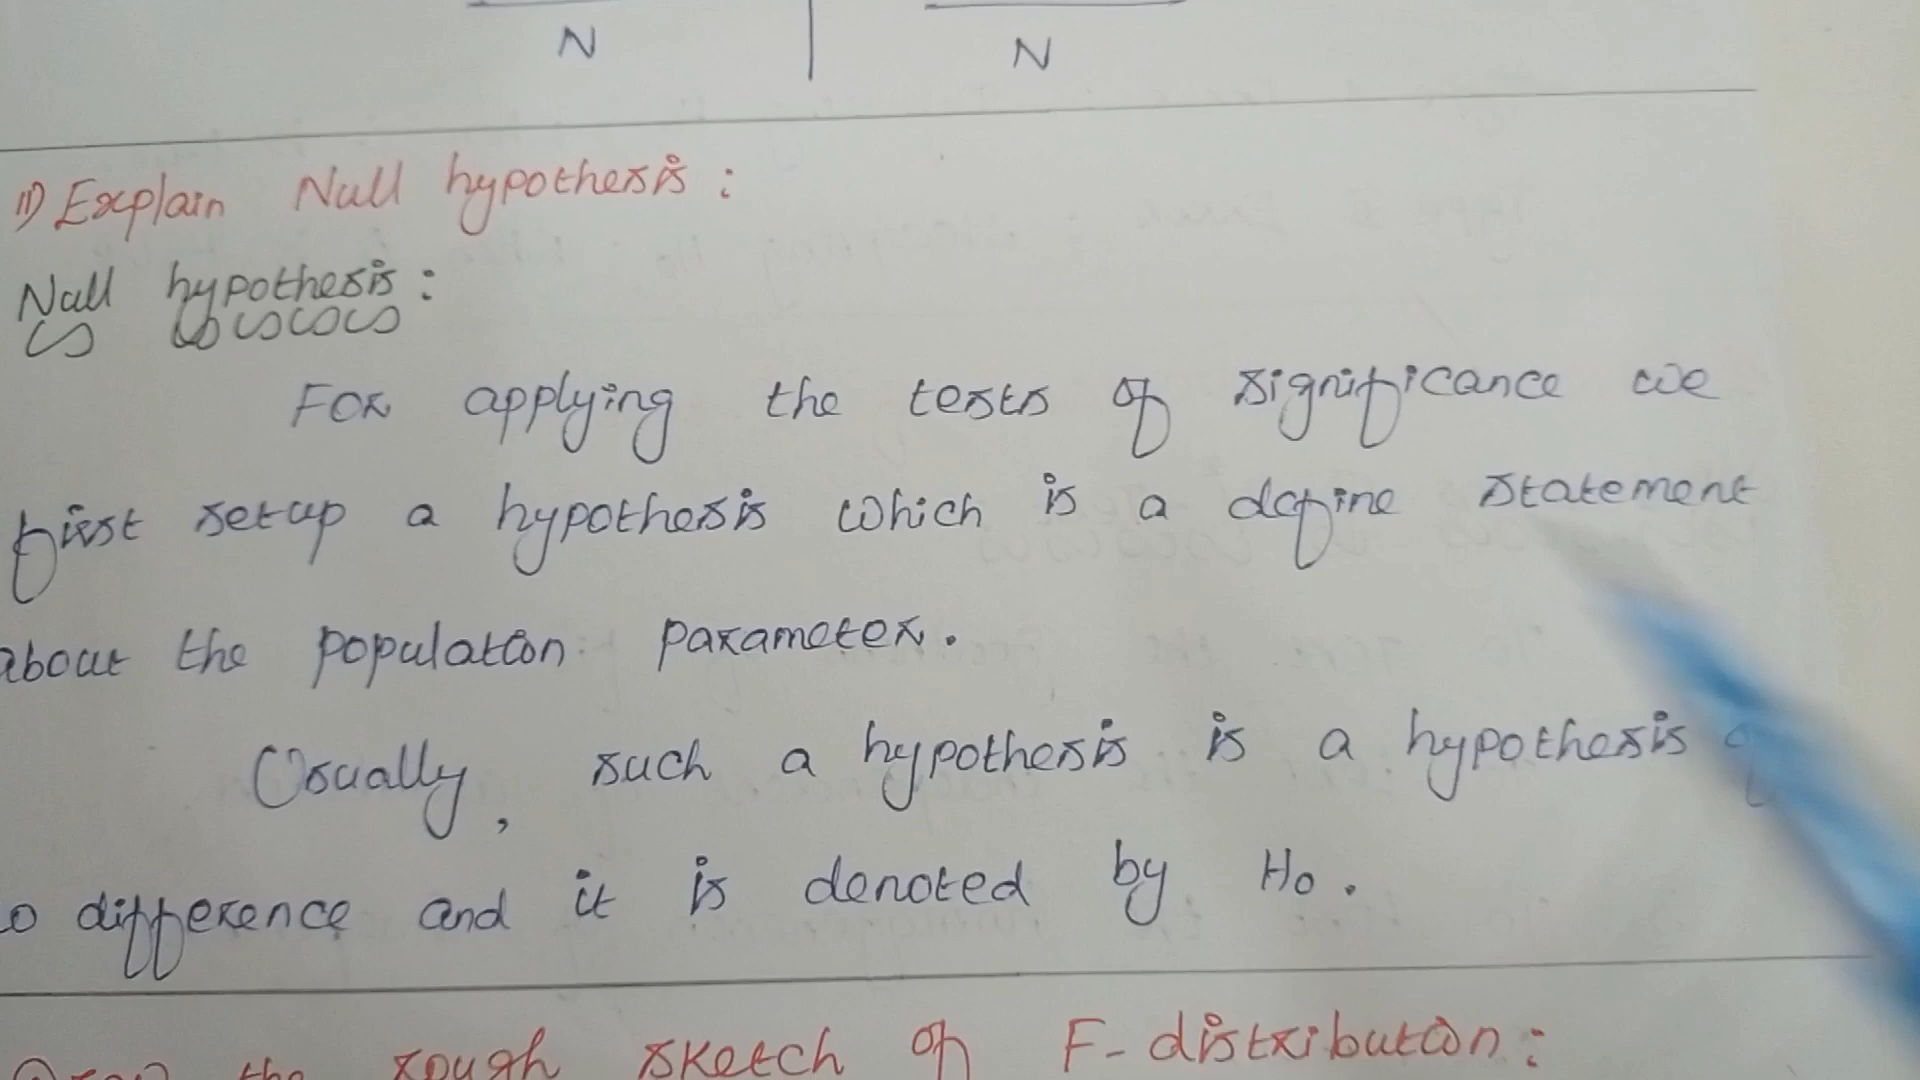 N N
11) Explain Null hypothesis :
Null hypothesis :
For applying the tests of significance we
first setup a hypothesis which is a define statement
about the population parameter.
Usually, such a hypothesis is a hypothesis
difference and it is denoted by Ho.
the rough sketch of F-distribution :